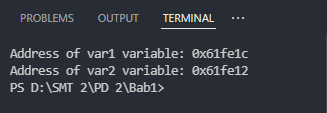 PROBLEMS OUTPUT TERMINAL
Address of var1 variable: 0x61fe1c
Address of var2 variable: 0x61fe12
PS D:\SMT 2\PD 2\Bab1>